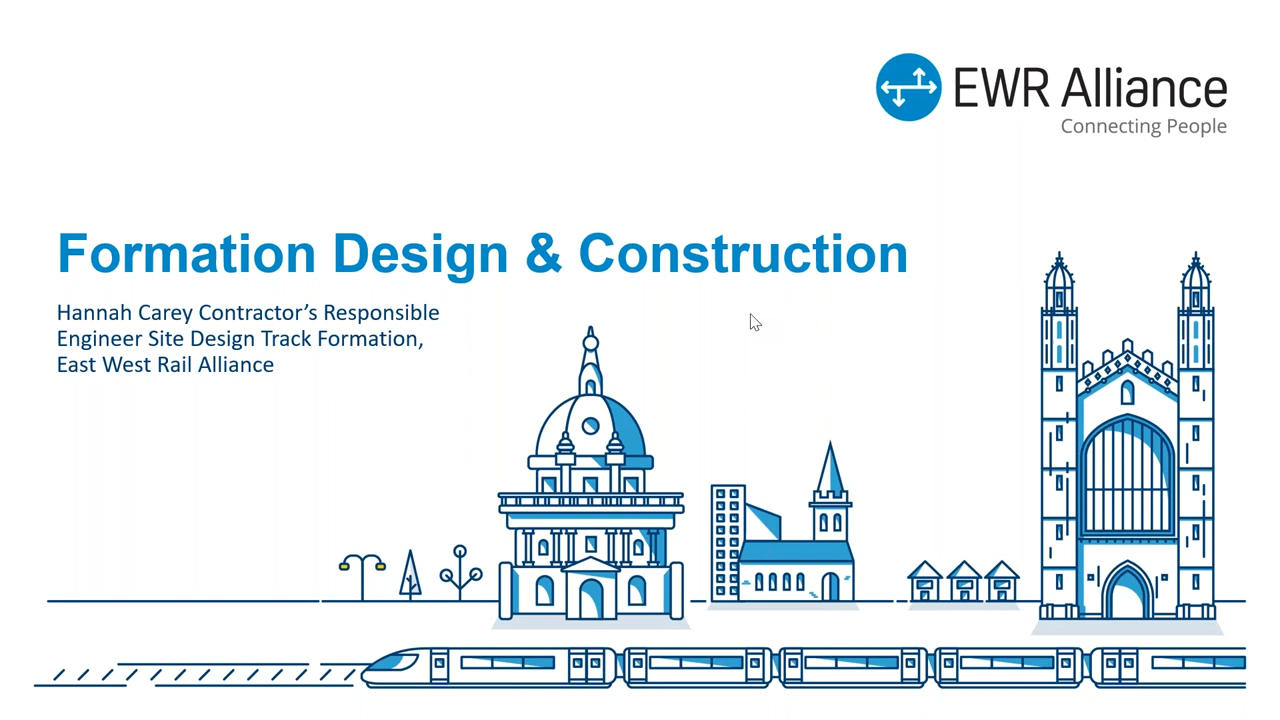 EWR Alliance
Connecting People
Formation Design & Construction
Hannah Carey Contractor’s Responsible
Engineer Site Design Track Formation,
East West Rail Alliance